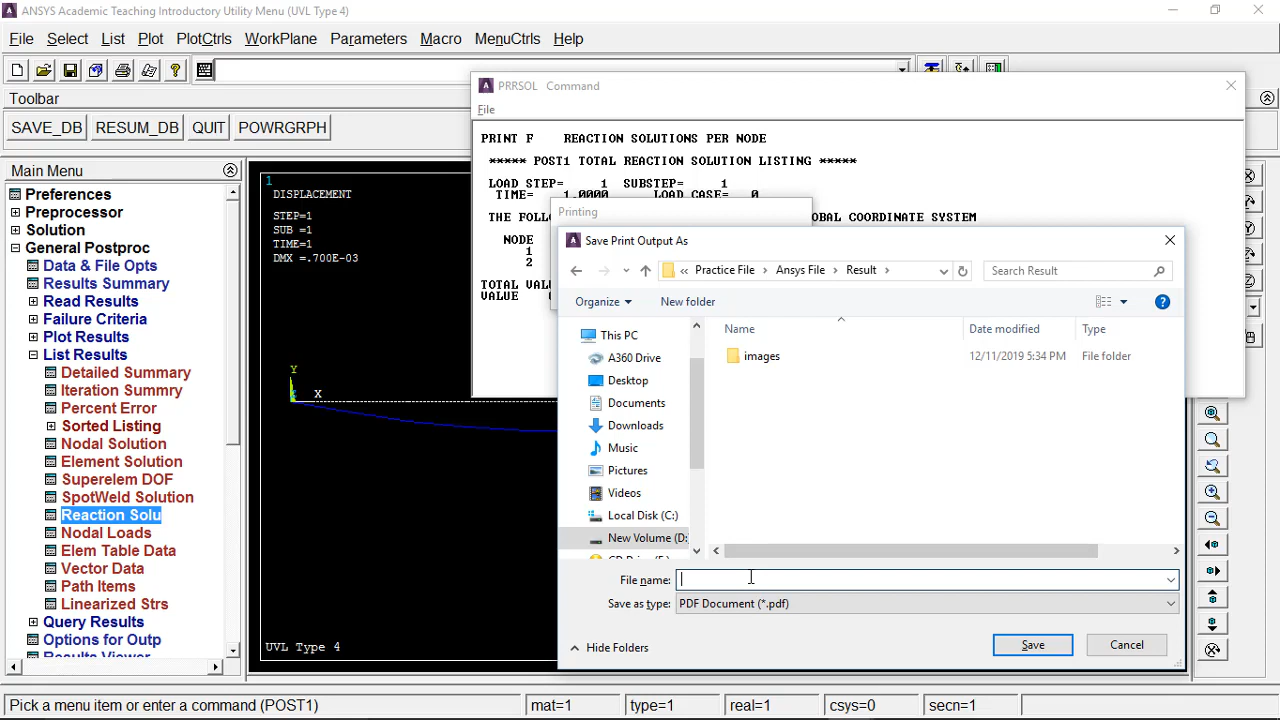 ANSYS Academic Teaching Introductory Utility Menu (UVL Type 4)
File Select List Plot PlotCtrls WorkPlane Parameters Macro MenuCtrls Help
Toolbar
SAVE_DB RESUM_DB QUIT POWRGRPH
Main Menu
Preferences
Preprocessor
Solution
General Postproc
Data & File Opts
Results Summary
Read Results
Failure Criteria
Plot Results
List Results
Detailed Summary
Iteration Summry
Percent Error
Sorted Listing
Nodal Solution
Element Solution
Superelem DOF
SpotWeld Solution
Reaction Solu
Nodal Loads
Elem Table Data
Vector Data
Path Items
Linearized Strs
Query Results
Options for Outp
Results Viewer
1
DISPLACEMENT
STEP=1
SUB =1
TIME=1
DMX =.700E-03
Y
X
UVL Type 4
PRRSOL Command
File
PRINT F REACTION SOLUTIONS PER NODE
***** POST1 TOTAL REACTION SOLUTION LISTING *****
LOAD STEP= 1 SUBSTEP= 1
TIME= 1.0000 LOAD CASE= 0
THE FOLLO OBAL COORDINATE SYSTEM
NODE
1
2
TOTAL VALU
VALUE
Printing
Save Print Output As
« Practice File › Ansys File › Result ›
Search Result
Organize New folder
This PC
A360 Drive
Desktop
Documents
Downloads
Music
Pictures
Videos
Local Disk (C:)
New Volume (D:
Name Date modified Type
images 12/11/2019 5:34 PM File folder
File name:
Save as type: PDF Document (*.pdf)
Hide Folders
Save Cancel
Pick a menu item or enter a command (POST1) mat=1 type=1 real=1 csys=0 secn=1